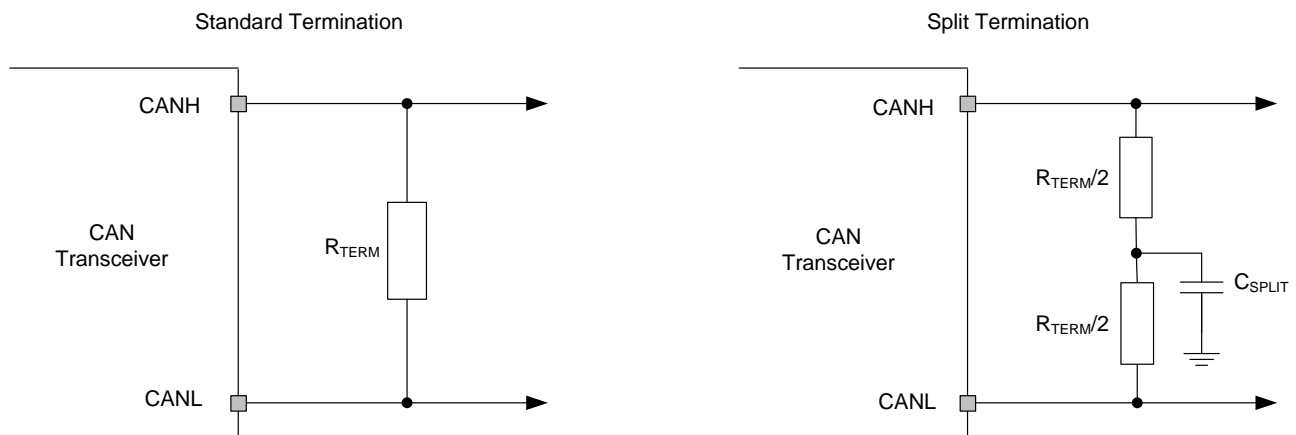 Standard Termination
CANH
CAN
Transceiver
RTERM
CANL
Split Termination
CANH
CAN
Transceiver
RTERM/2
CSPLIT
RTERM/2
CANL